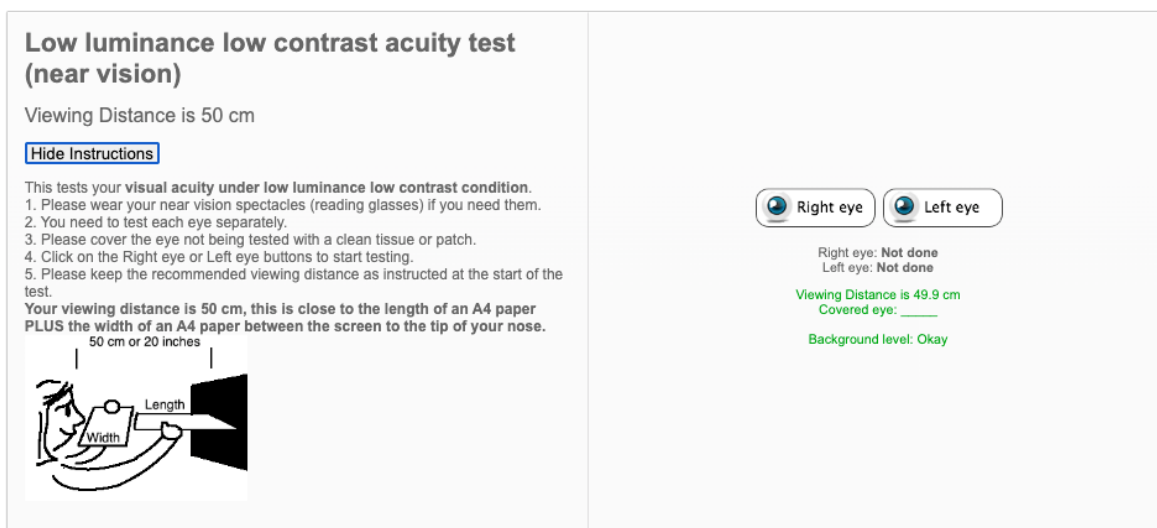 Low luminance low contrast acuity test
(near vision)
Viewing Distance is 50 cm
Hide Instructions
This tests your visual acuity under low luminance low contrast condition.
1. Please wear your near vision spectacles (reading glasses) if you need them.
2. You need to test each eye separately.
3. Please cover the eye not being tested with a clean tissue or patch.
4. Click on the Right eye or Left eye buttons to start testing.
5. Please keep the recommended viewing distance as instructed at the start of the
test.
Your viewing distance is 50 cm, this is close to the length of an A4 paper
PLUS the width of an A4 paper between the screen to the tip of your nose.
50 cm or 20 inches
Length
Width
Right eye
Left eye
Right eye: Not done
Left eye: Not done
Viewing Distance is 49.9 cm
Covered eye: _____
Background level: Okay